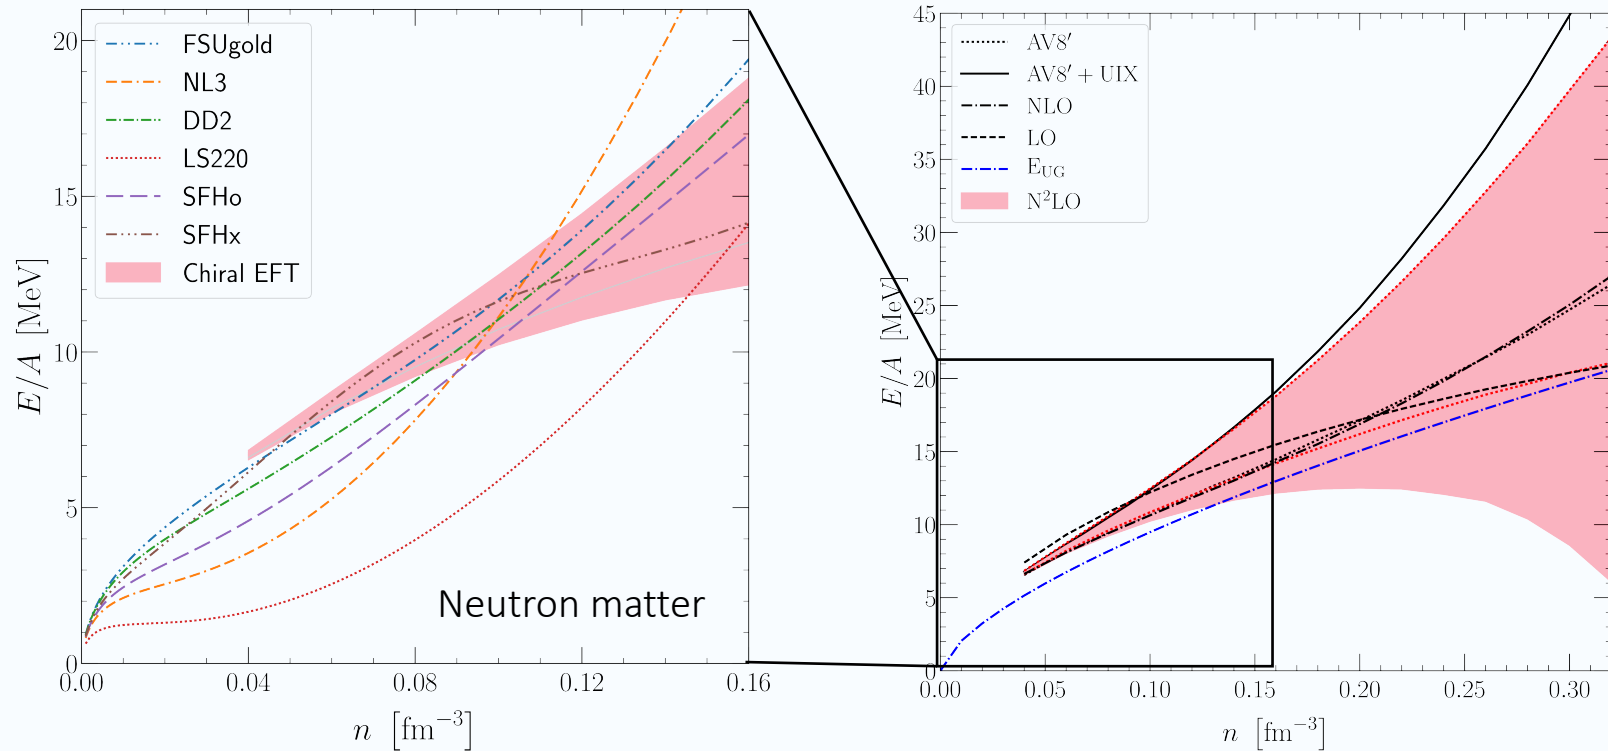 FSUgold
NL3
DD2
LS220
SFHo
SFHx
Chiral EFT
20
15
10
5
0
E/A [MeV]
Neutron matter
0.00 0.04 0.08 0.12 0.16
n [fm⁻³]
AV8′
AV8′ + UIX
NLO
LO
E_UG
N²LO
45
40
35
30
25
20
15
10
5
0
E/A [MeV]
0.00 0.05 0.10 0.15 0.20 0.25 0.30
n [fm⁻³]